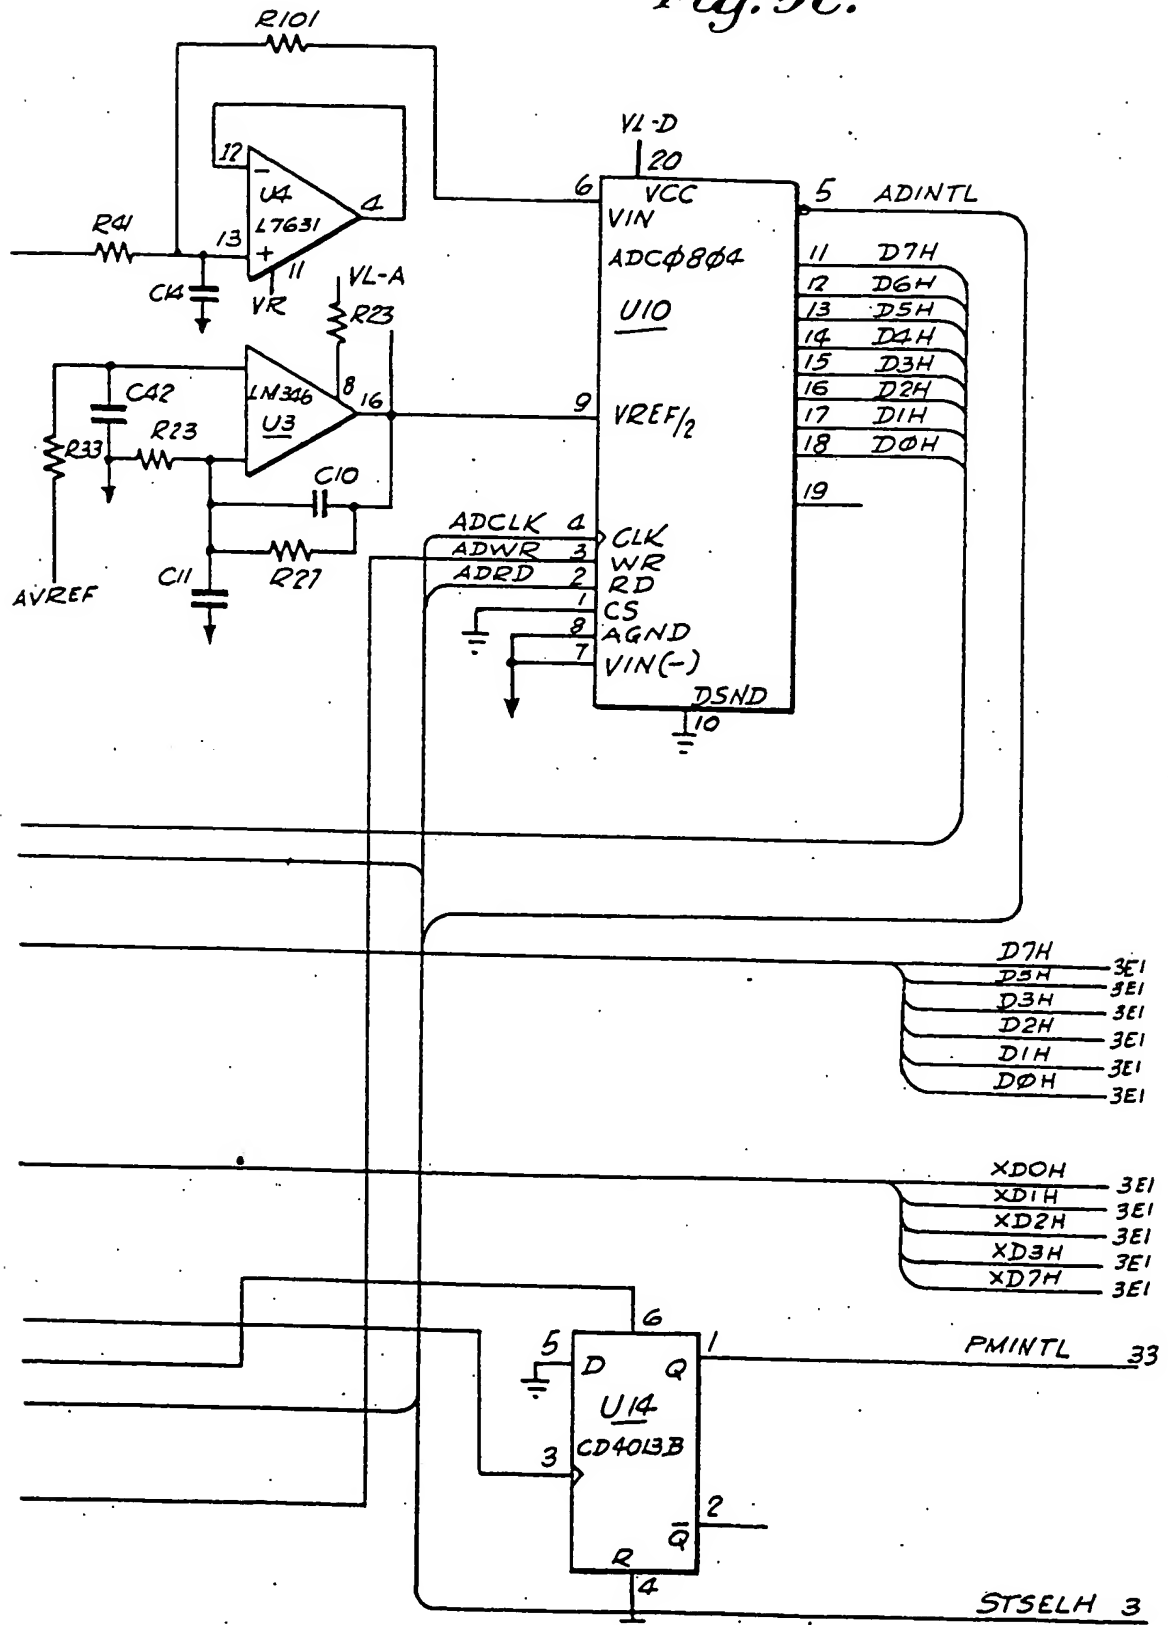 Fig. 5C.
R101
VL-D
20
12
-
U4
4
6
VCC
5
ADINTL
VIN
L7631
R41
13
+
11
ADCØ8Ø4
11
D7H
C14
VR
VL-A
12
D6H
R23
U10
13
D5H
14
D4H
15
D3H
C42
LM346
8
16
16
D2H
R33
R23
U3
9
VREF/2
17
D1H
18
DØH
C10
19
ADCLK
4
CLK
C11
R27
ADWR
3
WR
AVREF
ADRD
2
RD
1
CS
8
AGND
7
VIN(-)
DSND
10
D7H 3E1
D5H 3E1
D3H 3E1
D2H 3E1
D1H 3E1
DØH 3E1
XD0H 3E1
XD1H 3E1
XD2H 3E1
XD3H 3E1
XD7H 3E1
6
5
D
Q
1
PMINTL 33
U14
3
CD4013B
2
Q̅
R
4
STSELH 3